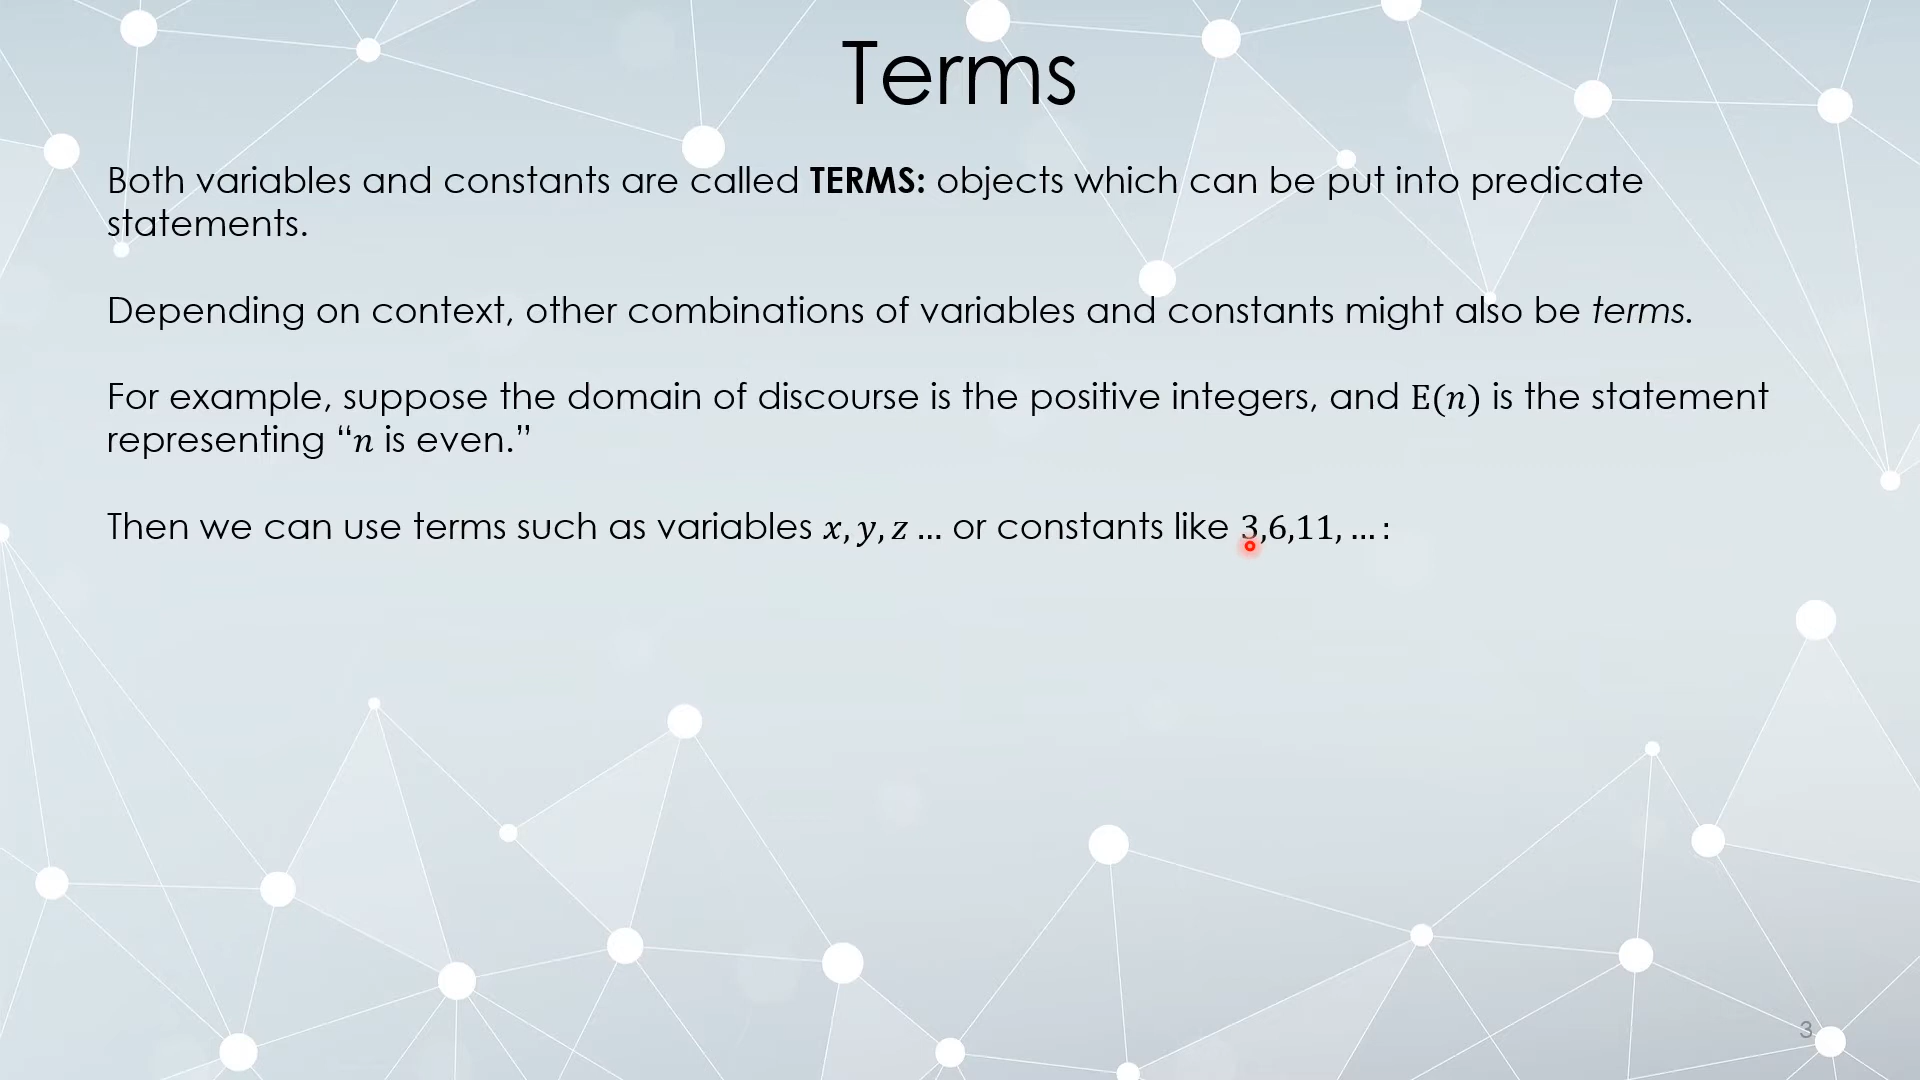 Terms
Both variables and constants are called TERMS: objects which can be put into predicate
statements.
Depending on context, other combinations of variables and constants might also be terms.
For example, suppose the domain of discourse is the positive integers, and E(n) is the statement
representing “n is even.”
Then we can use terms such as variables x, y, z ... or constants like 3,6,11, ... :
3